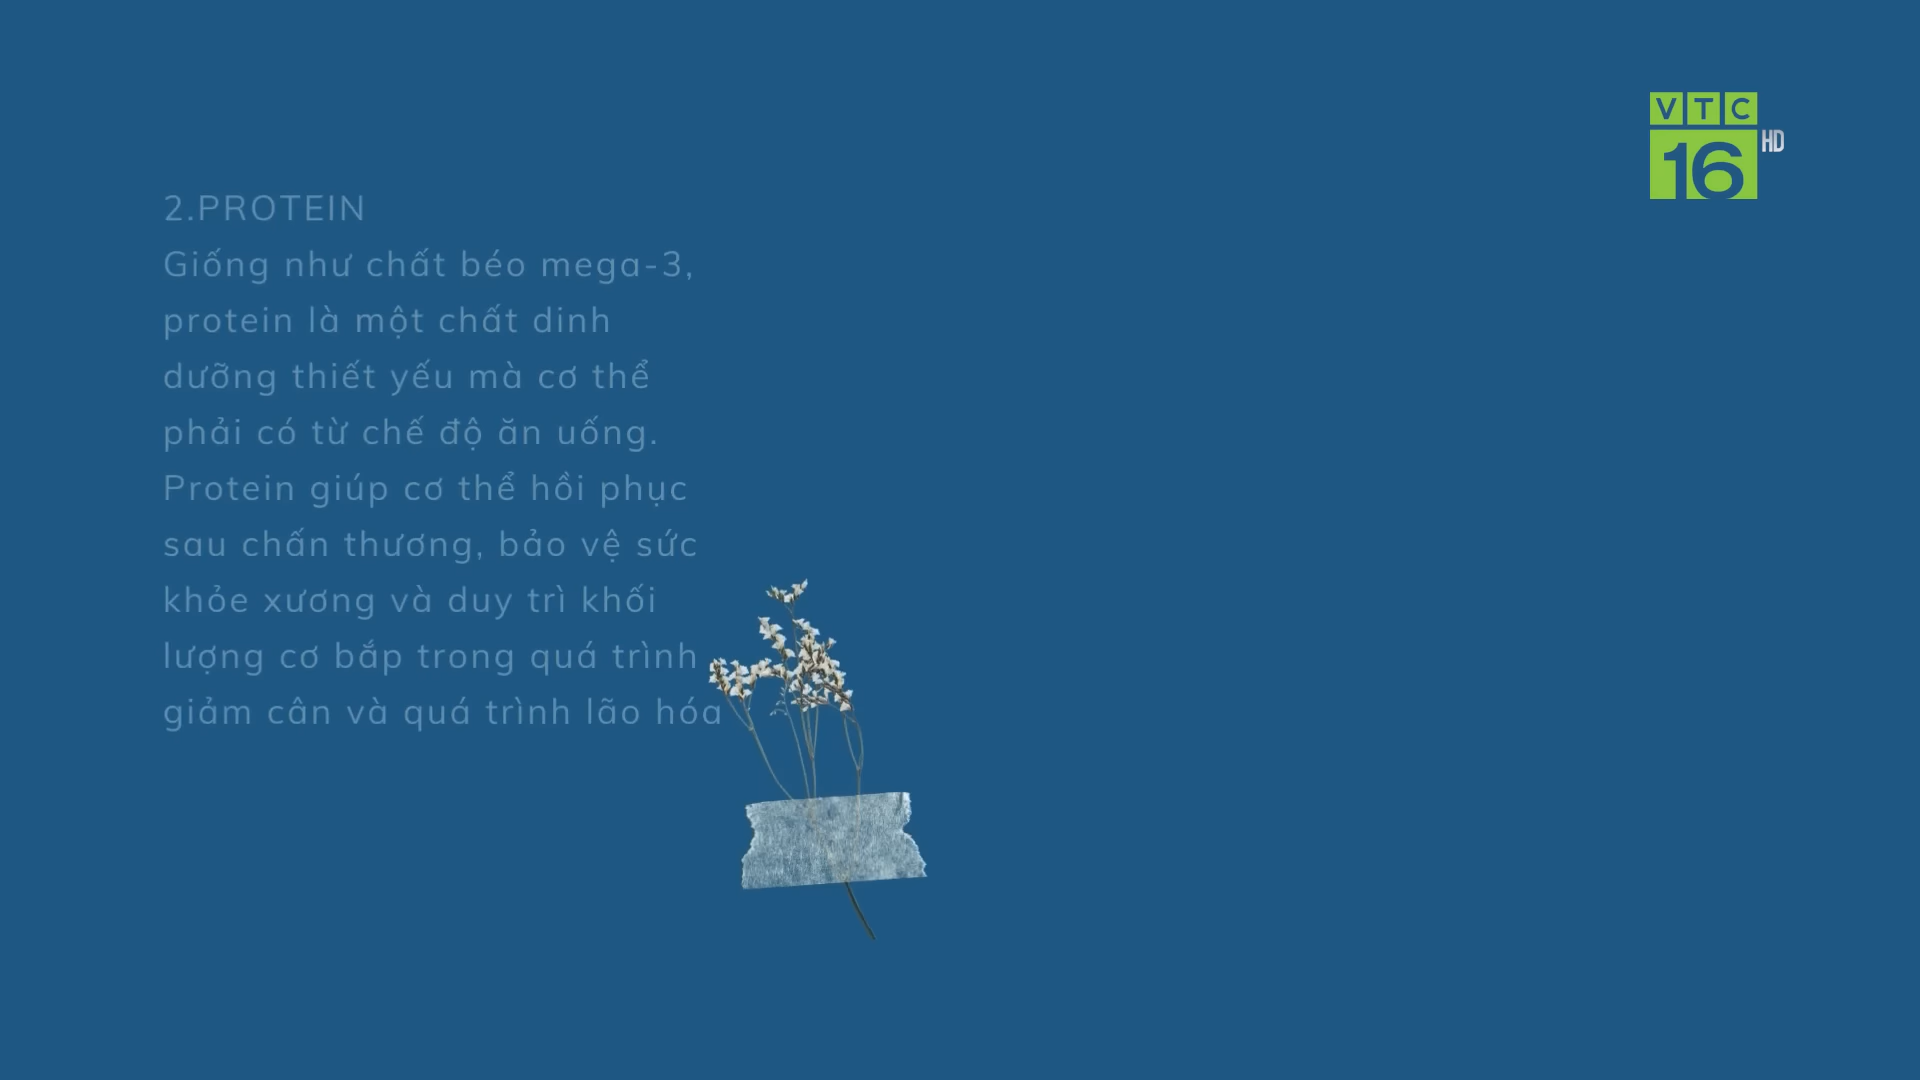 VTC
16 HD
2.PROTEIN
Giống như chất béo mega-3,
protein là một chất dinh
dưỡng thiết yếu mà cơ thể
phải có từ chế độ ăn uống.
Protein giúp cơ thể hồi phục
sau chấn thương, bảo vệ sức
khỏe xương và duy trì khối
lượng cơ bắp trong quá trình
giảm cân và quá trình lão hóa